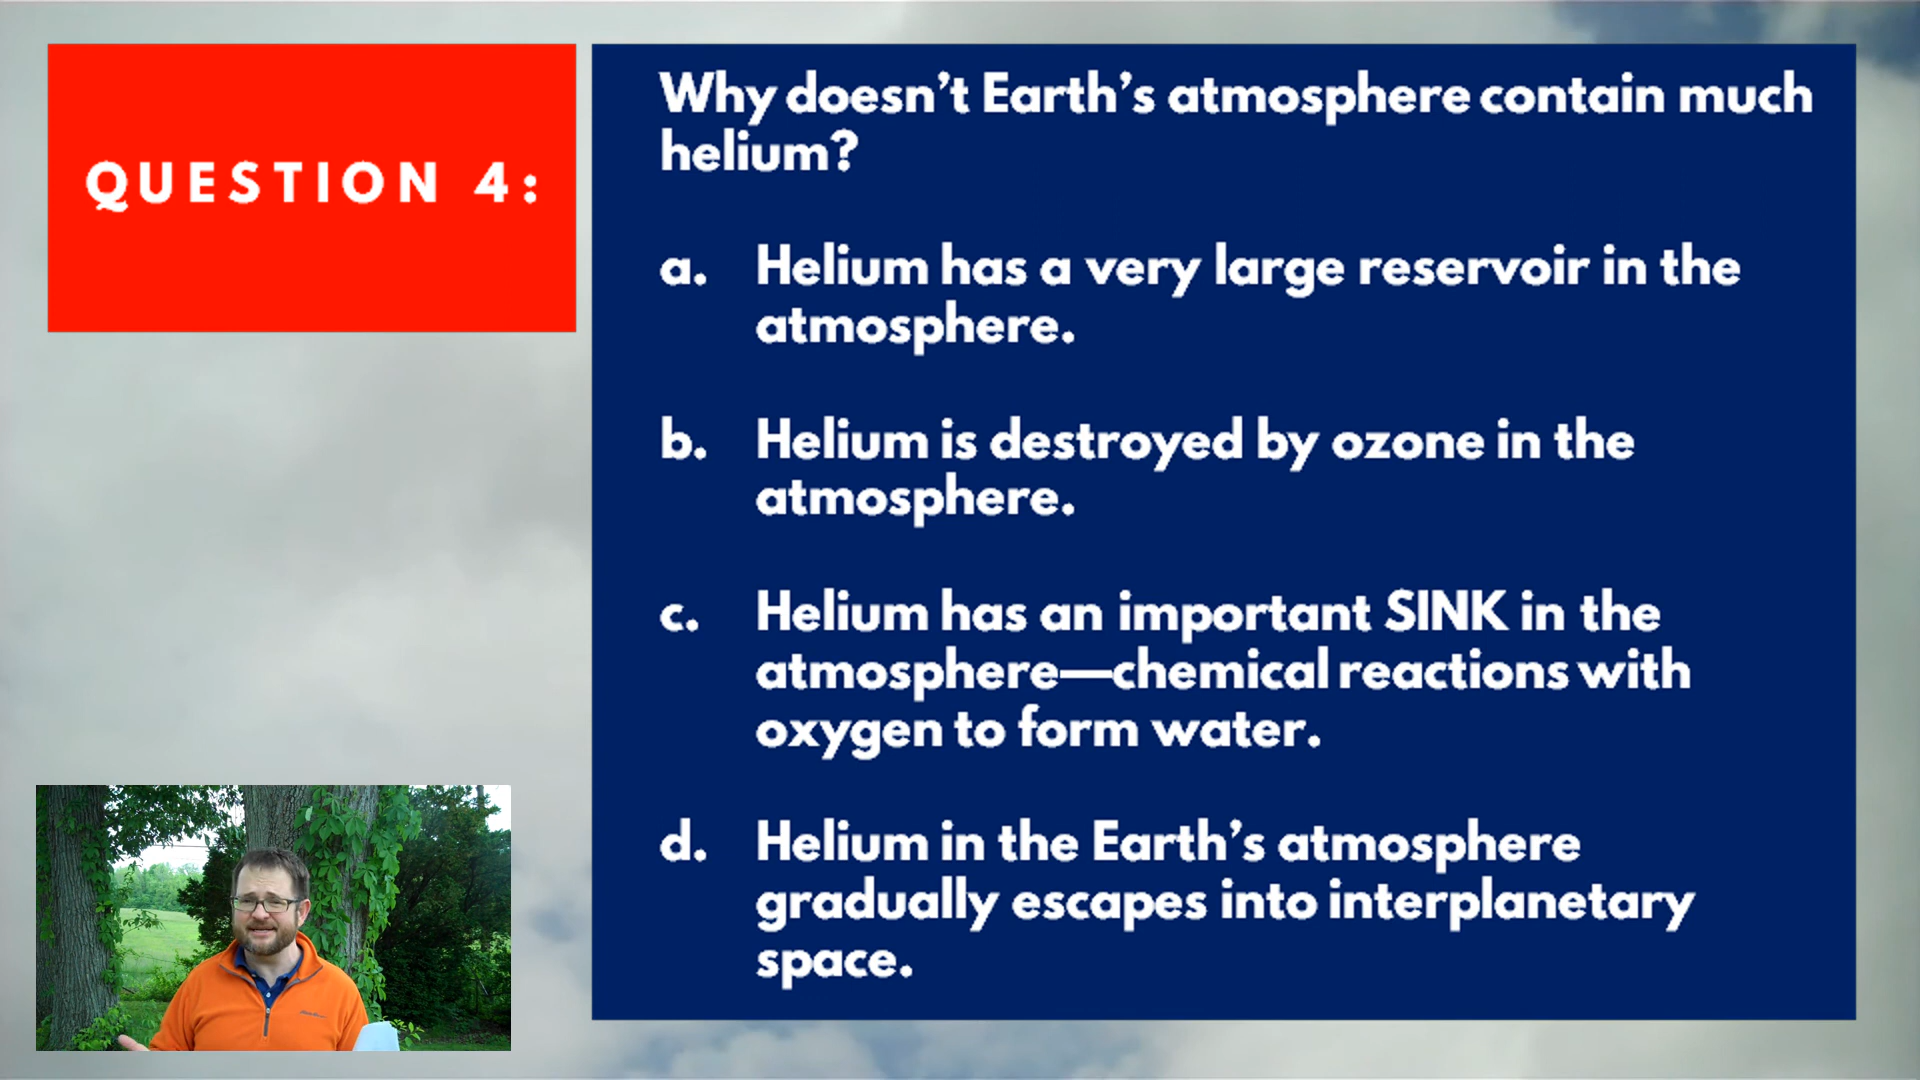 QUESTION 4:
Why doesn’t Earth’s atmosphere contain much
helium?
a. Helium has a very large reservoir in the
atmosphere.
b. Helium is destroyed by ozone in the
atmosphere.
c. Helium has an important SINK in the
atmosphere—chemical reactions with
oxygen to form water.
d. Helium in the Earth’s atmosphere
gradually escapes into interplanetary
space.